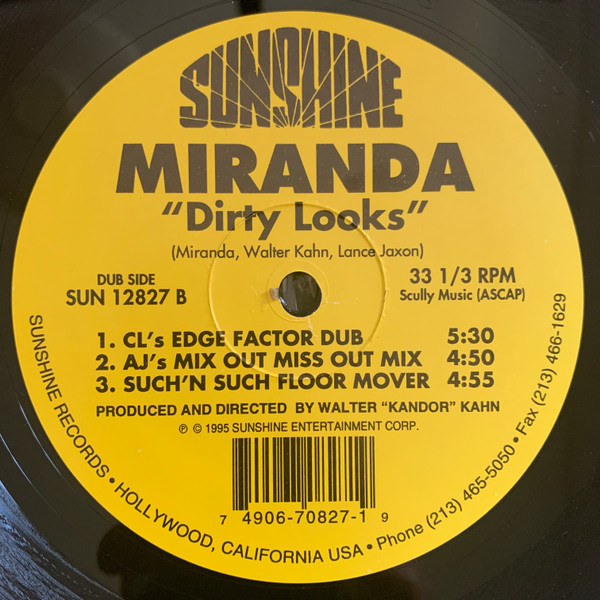 SUNSHINE
MIRANDA
"Dirty Looks"
(Miranda, Walter Kahn, Lance Jaxon)
DUB SIDE
SUN 12827 B
33 1/3 RPM
Scully Music (ASCAP)
1. CL's EDGE FACTOR DUB 5:30
2. AJ's MIX OUT MISS OUT MIX 4:50
3. SUCH'N SUCH FLOOR MOVER 4:55
PRODUCED AND DIRECTED BY WALTER "KANDOR" KAHN
℗ © 1995 SUNSHINE ENTERTAINMENT CORP.
7 4906-70827-1 9
SUNSHINE RECORDS • HOLLYWOOD, CALIFORNIA USA • Phone (213) 465-5050 • Fax (213) 466-1629